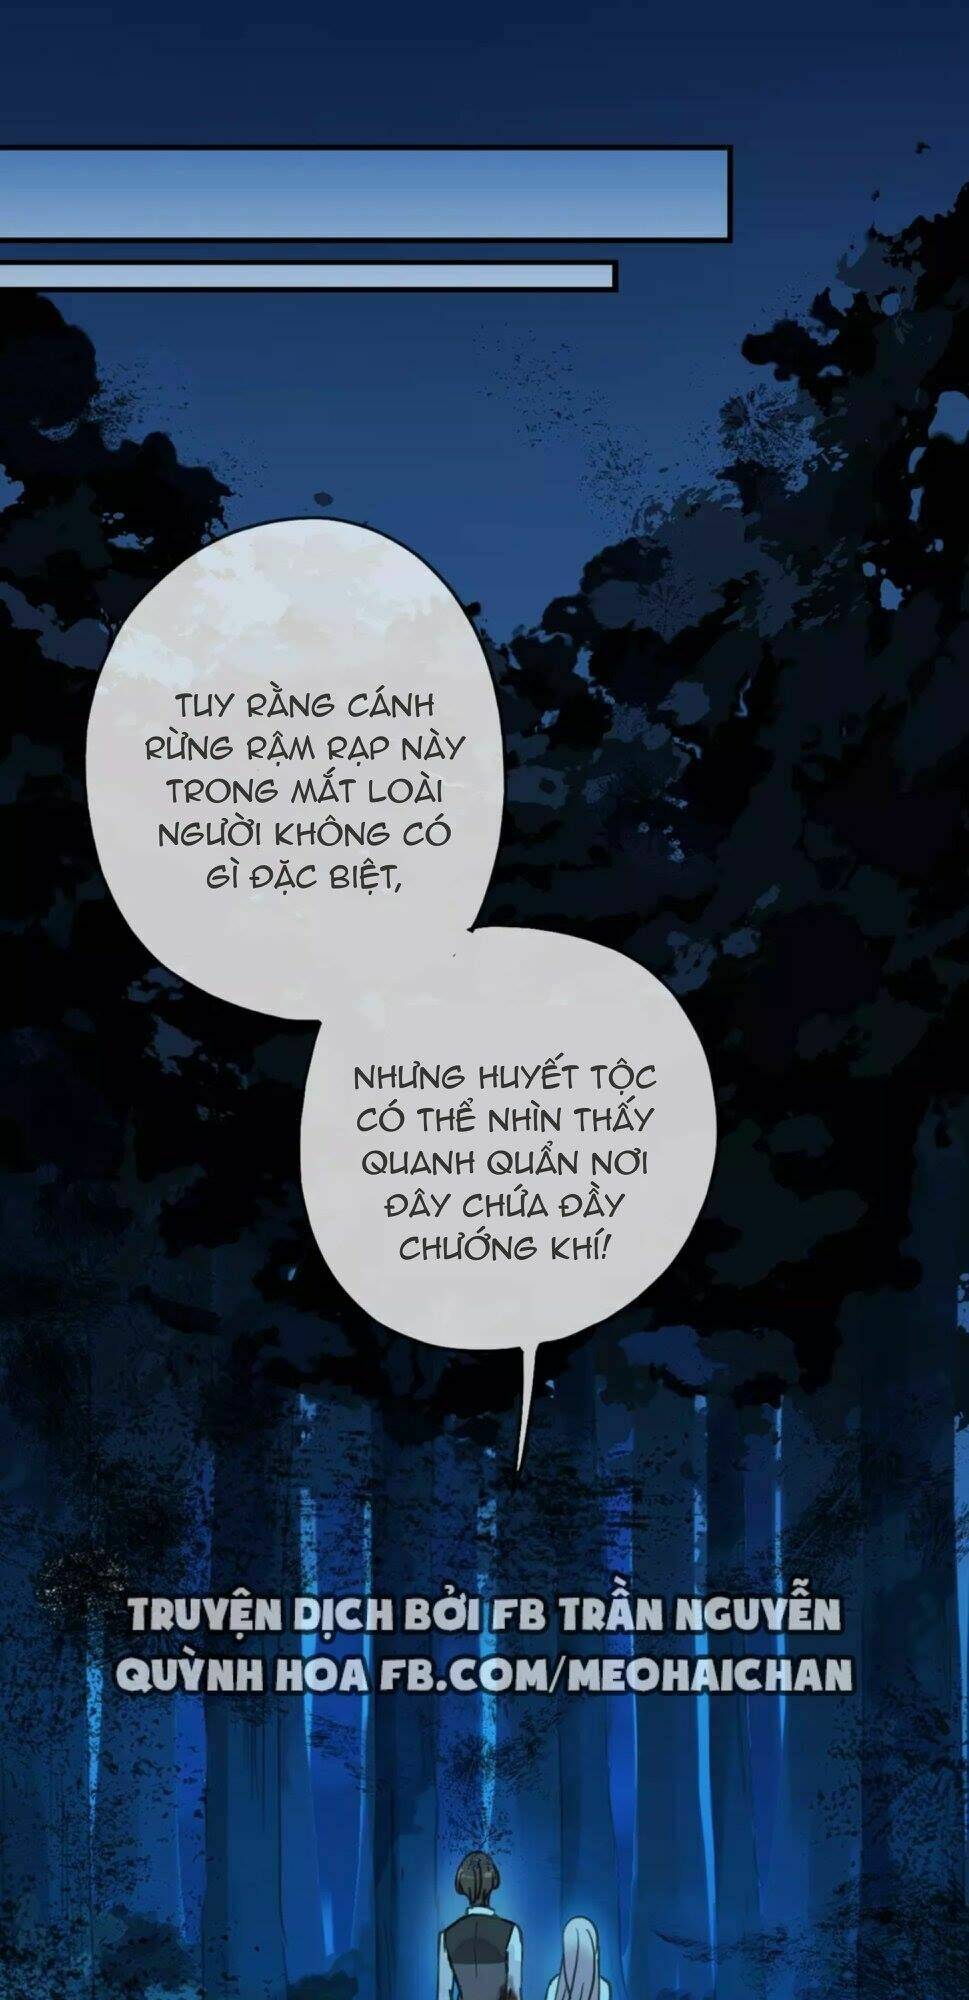 TUY RẰNG CÁNH
RỪNG RẬM RẠP NÀY
TRONG MẮT LOÀI
NGƯỜI KHÔNG CÓ
GÌ ĐẶC BIỆT,
NHƯNG HUYẾT TỘC
CÓ THỂ NHÌN THẤY
QUANH QUẨN NƠI
ĐÂY CHỨA ĐẦY
CHƯỚNG KHÍ!
TRUYỆN DỊCH BỞI FB TRẦN NGUYỄN
QUỲNH HOA FB.COM/MEOHAICHAN